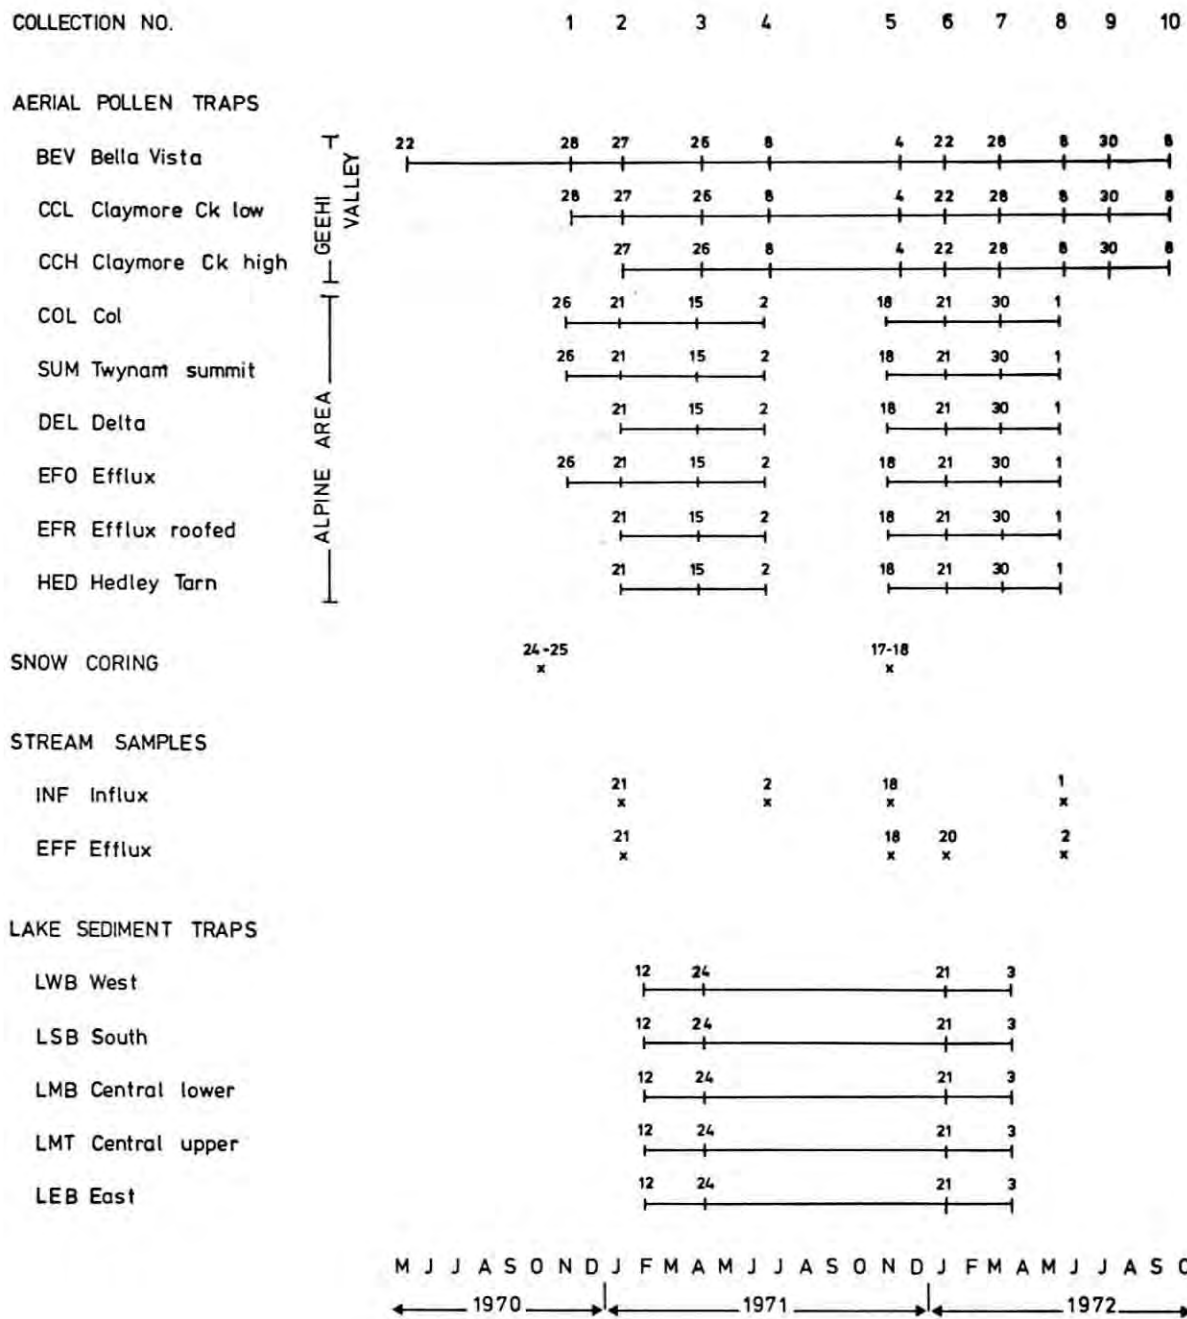 COLLECTION NO. 1 2 3 4 5 6 7 8 9 10
AERIAL POLLEN TRAPS
GEEHI VALLEY
BEV Bella Vista 22 28 27 26 8 4 22 28 8 30 8
CCL Claymore Ck low 28 27 26 8 4 22 28 8 30 8
CCH Claymore Ck high 27 26 8 4 22 28 8 30 8
ALPINE AREA
COL Col 26 21 15 2 18 21 30 1
SUM Twynam summit 26 21 15 2 18 21 30 1
DEL Delta 21 15 2 18 21 30 1
EFO Efflux 26 21 15 2 18 21 30 1
EFR Efflux roofed 21 15 2 18 21 30 1
HED Hedley Tarn 21 15 2 18 21 30 1
SNOW CORING 24-25 17-18
STREAM SAMPLES
INF Influx 21 2 18 1
EFF Efflux 21 18 20 2
LAKE SEDIMENT TRAPS
LWB West 12 24 21 3
LSB South 12 24 21 3
LMB Central lower 12 24 21 3
LMT Central upper 12 24 21 3
LEB East 12 24 21 3
M J J A S O N D J F M A M J J A S O N D J F M A M J J A S O
1970 1971 1972